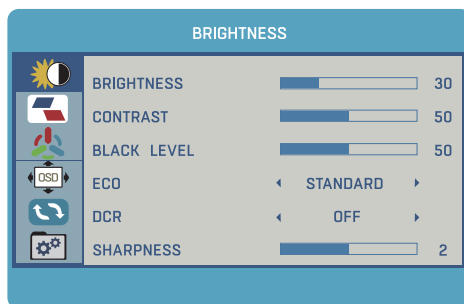 BRIGHTNESS
BRIGHTNESS 30
CONTRAST 50
BLACK LEVEL 50
OSD ECO STANDARD
DCR OFF
SHARPNESS 2